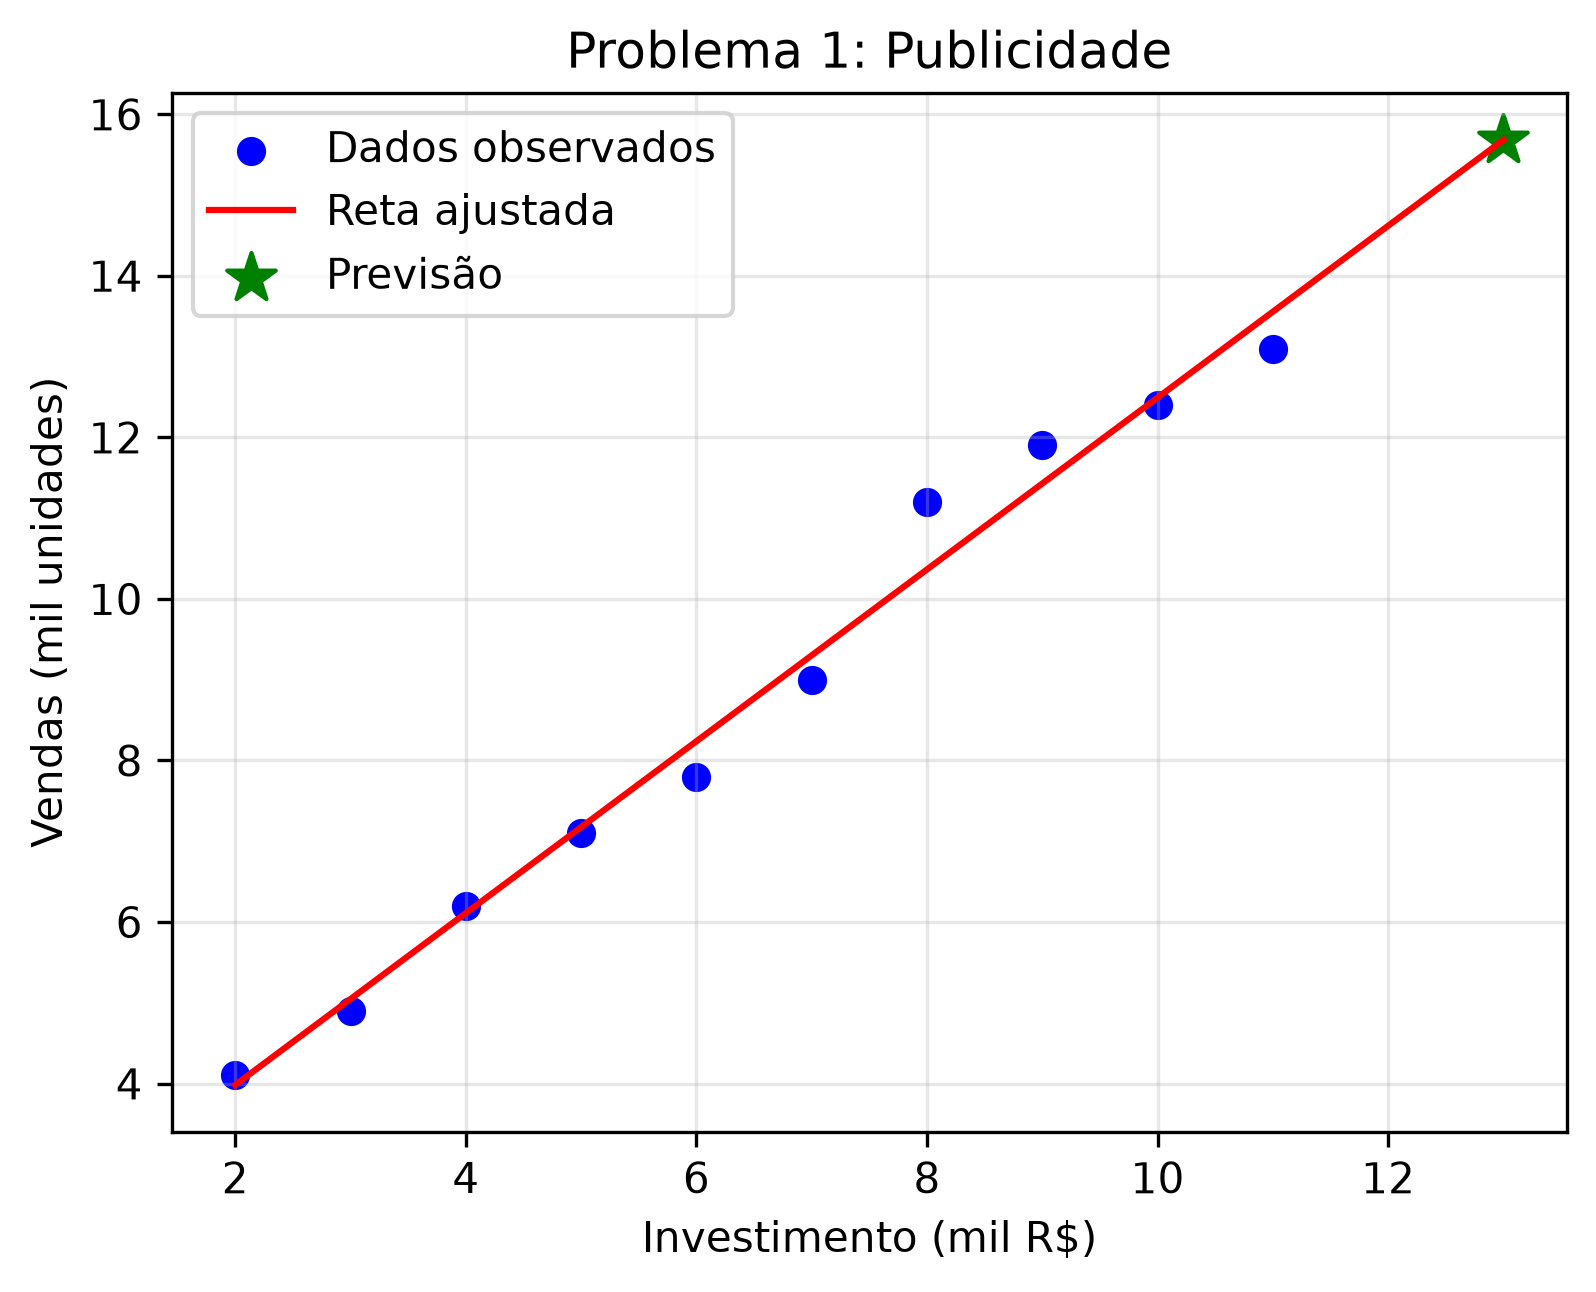 Problema 1: Publicidade
Dados observados
Reta ajustada
Previsão
Vendas (mil unidades)
16
14
12
10
8
6
4
2 4 6 8 10 12
Investimento (mil R$)